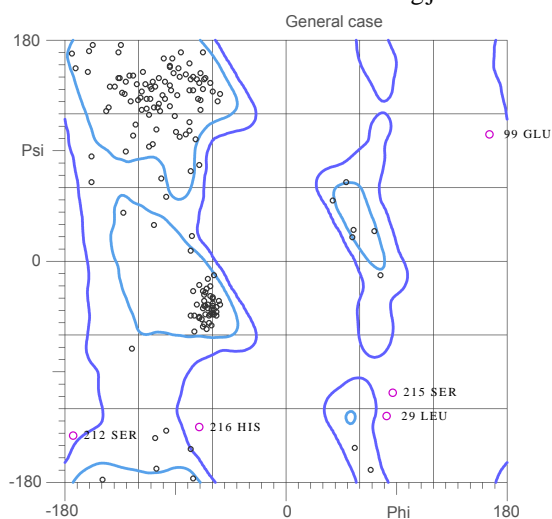 General case
180
99 GLU
Psi
0
215 SER
29 LEU
216 HIS
212 SER
-180
-180
0
Phi
180